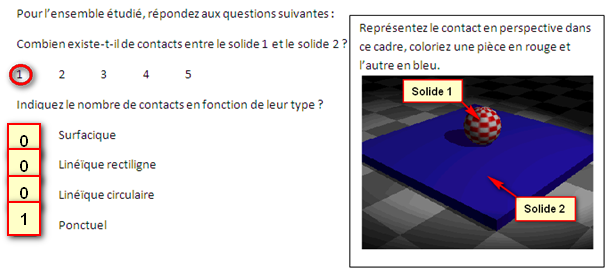 Pour l'ensemble étudié, répondez aux questions suivantes :
Combien existe-t-il de contacts entre le solide 1 et le solide 2 ?
1 2 3 4 5
Indiquez le nombre de contacts en fonction de leur type ?
0 Surfacique
0 Linéïque rectiligne
0 Linéïque circulaire
1 Ponctuel
Représentez le contact en perspective dans
ce cadre, coloriez une pièce en rouge et
l'autre en bleu.
Solide 1
Solide 2